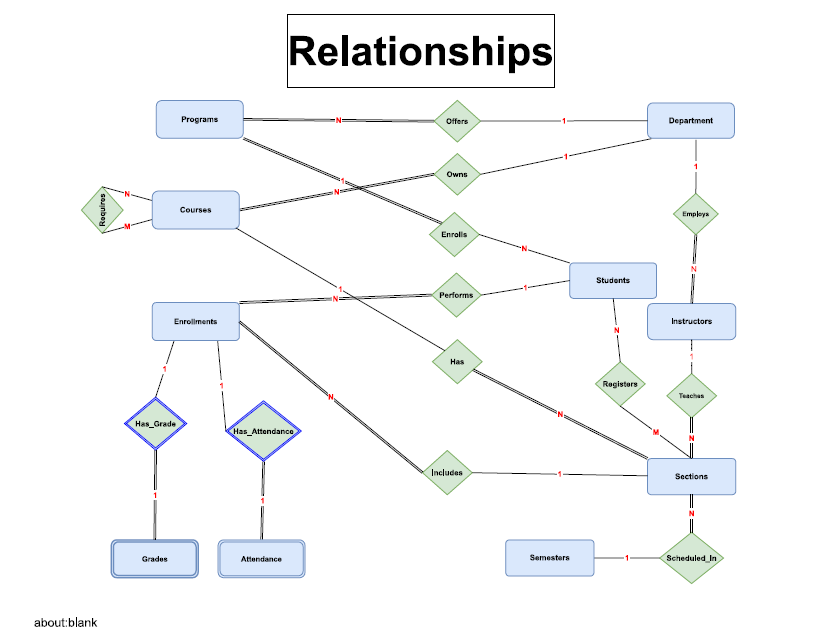 Relationships
Programs
N
Offers
1
Department
1
Owns
N
1
1
Requires
N
M
Courses
Employs
Enrolls
N
N
Students
Instructors
1
N
Performs
1
Enrollments
N
1
Has
Registers
Teaches
1
1
N
N
M
N
Has_Grade
Has_Attendance
Includes
1
Sections
1
1
N
Grades
Attendance
Semesters
1
Scheduled_In
about:blank